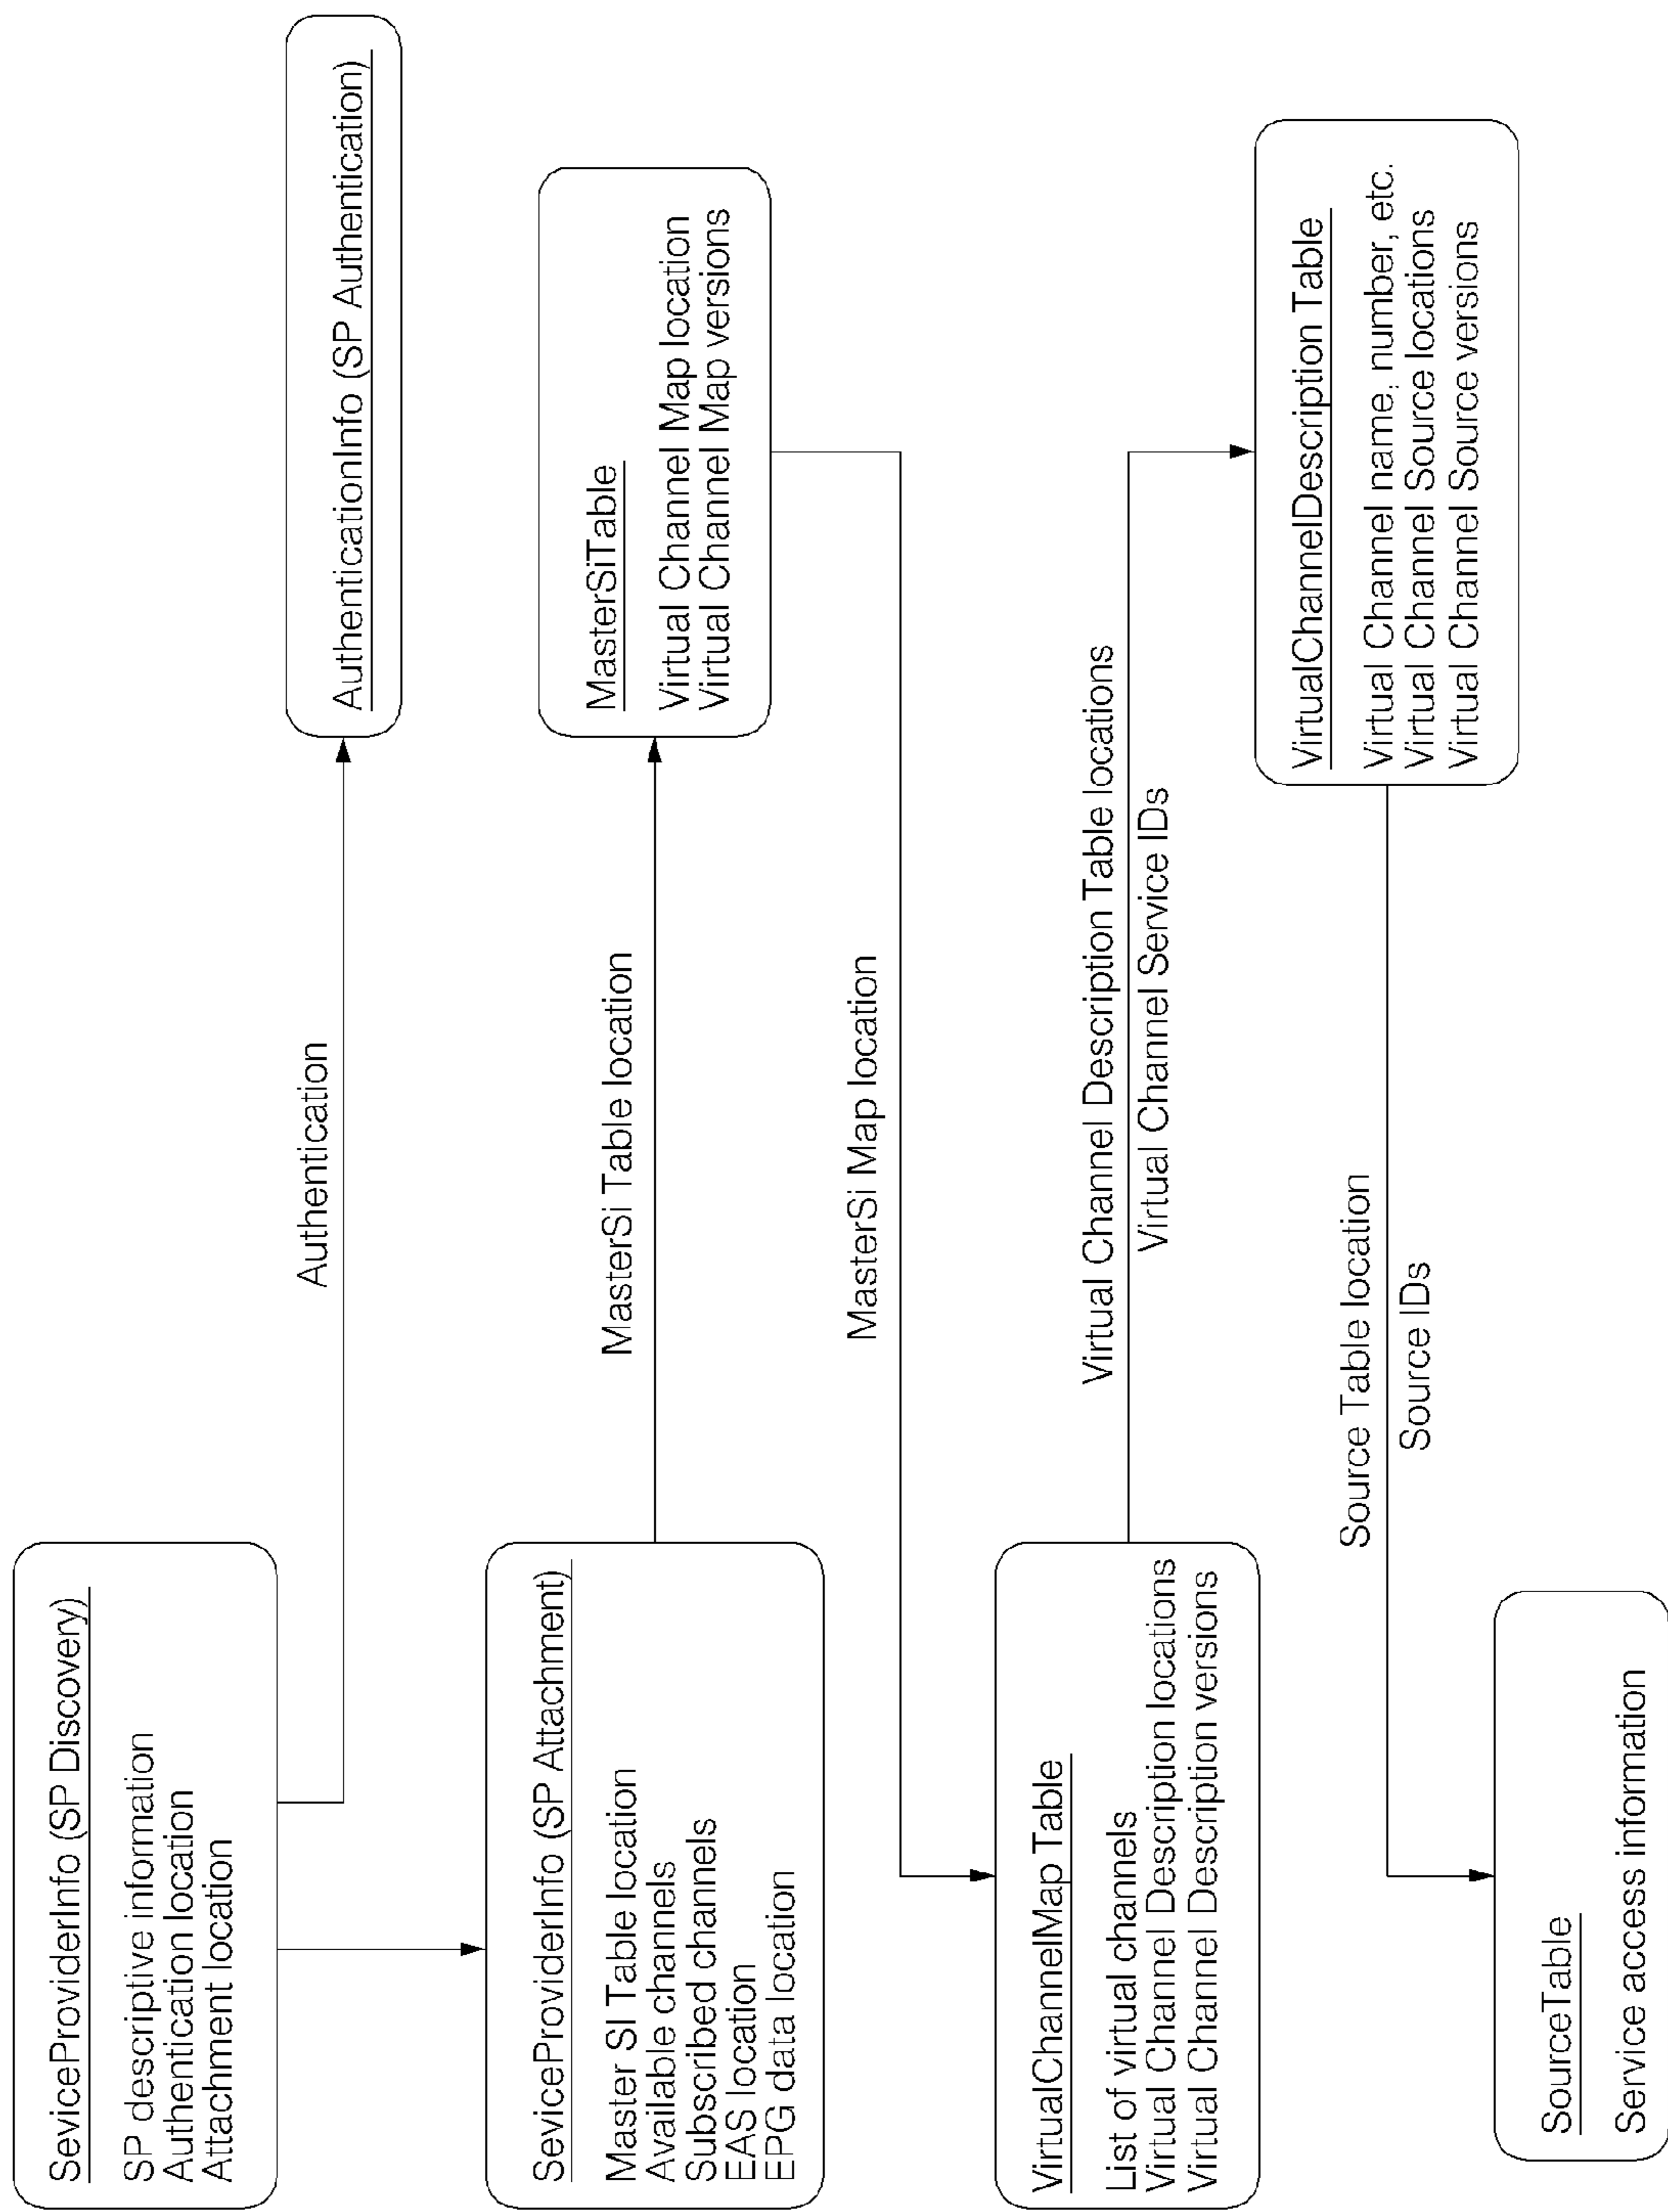 SeviceProviderInfo (SP Discovery)
SP descriptive information
Authentication location
Attachment location
Authentication
AuthenticationInfo (SP Authentication)
SeviceProviderInfo (SP Attachment)
Master SI Table location
Available channels
Subscribed channels
EAS location
EPG data location
MasterSi Table location
MasterSiTable
Virtual Channel Map location
Virtual Channel Map versions
MasterSi Map location
VirtualChannelMap Table
List of virtual channels
Virtual Channel Description locations
Virtual Channel Description versions
Virtual Channel Description Table locations
Virtual Channel Service IDs
VirtualChannelDescription Table
Virtual Channel name, number, etc.
Virtual Channel Source locations
Virtual Channel Source versions
Source Table location
Source IDs
SourceTable
Service access information